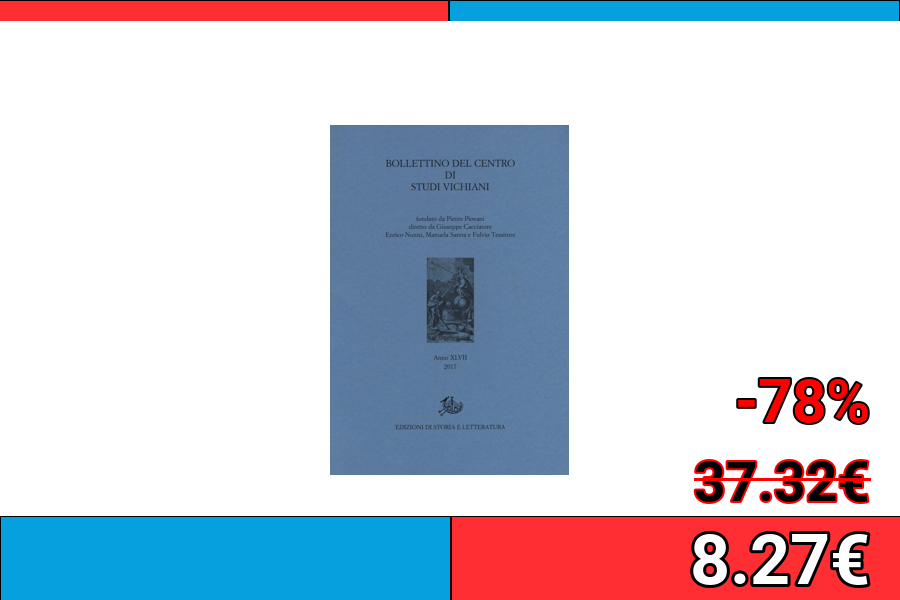 BOLLETTINO DEL CENTRO
DI
STUDI VICHIANI
fondato da Pietro Piovani
diretto da Giuseppe Cacciatore
Enrico Nuzzo, Manuela Sanna e Fulvio Tessitore
Anno XLVII
2017
EDIZIONI DI STORIA E LETTERATURA
-78%
37.32€
8.27€